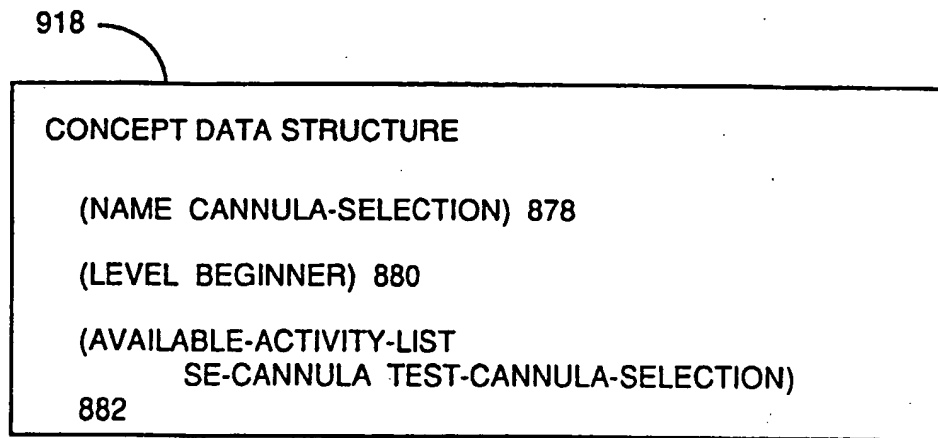 918
CONCEPT DATA STRUCTURE
(NAME CANNULA-SELECTION) 878
(LEVEL BEGINNER) 880
(AVAILABLE-ACTIVITY-LIST
SE-CANNULA TEST-CANNULA-SELECTION)
882